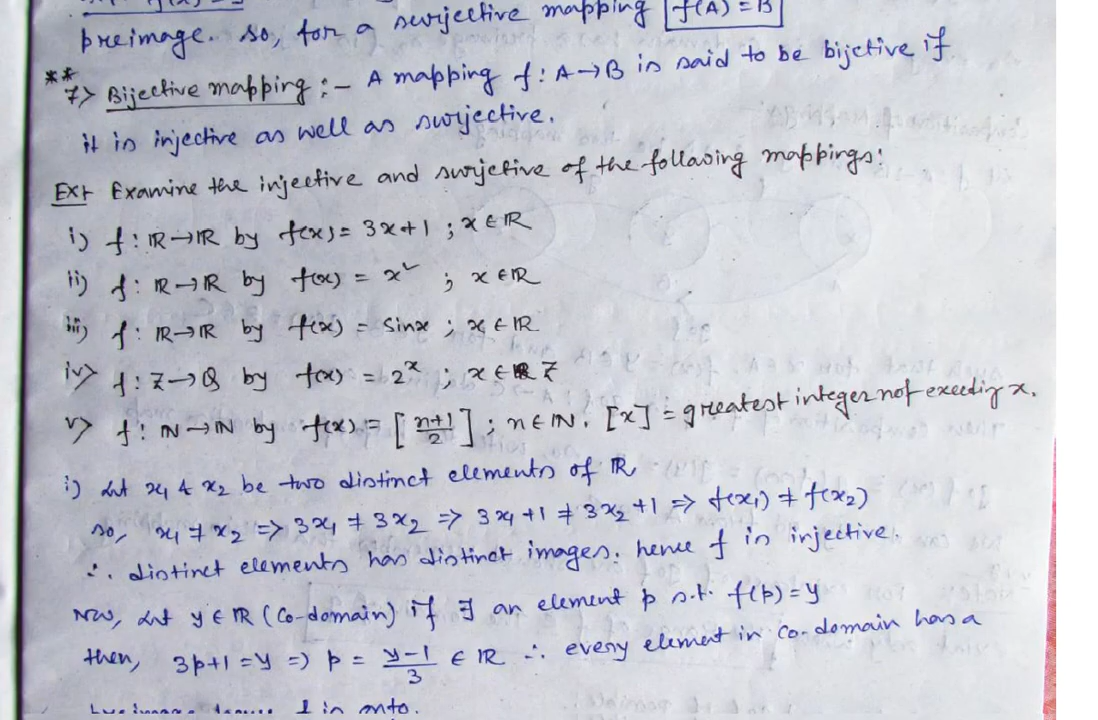 preimage. so, for a surjective mapping f(A) = B
** 7> Bijective mapping :- A mapping f : A→B is said to be bijective if
it is injective as well as surjective.
Ex+ Examine the injective and surjective of the following mappings:
i) f : ℝ→ℝ by f(x) = 3x+1 ; x ∈ ℝ
ii) f : ℝ→ℝ by f(x) = x² ; x ∈ ℝ
iii) f : ℝ→ℝ by f(x) = sinx ; x ∈ ℝ
iv> f : Z→Q by f(x) = 2ˣ ; x ∈ Z
v> f : ℕ→ℕ by f(x) = [(n+1)/2] ; n ∈ ℕ. [x] = greatest integer not exceedig x.
i) Let x₁ & x₂ be two distinct elements of ℝ
so, x₁ ≠ x₂ => 3x₁ ≠ 3x₂ => 3x₁ +1 ≠ 3x₂ +1 => f(x₁) ≠ f(x₂)
∴ distinct elements has distinct images. hence f is injective.
Now, Let y ∈ ℝ (Co-domain) if ∃ an element p s.t. f(p) = y
then, 3p+1 = y => p = (y-1)/3 ∈ ℝ ∴ every element in co-domain has a
f is onto.